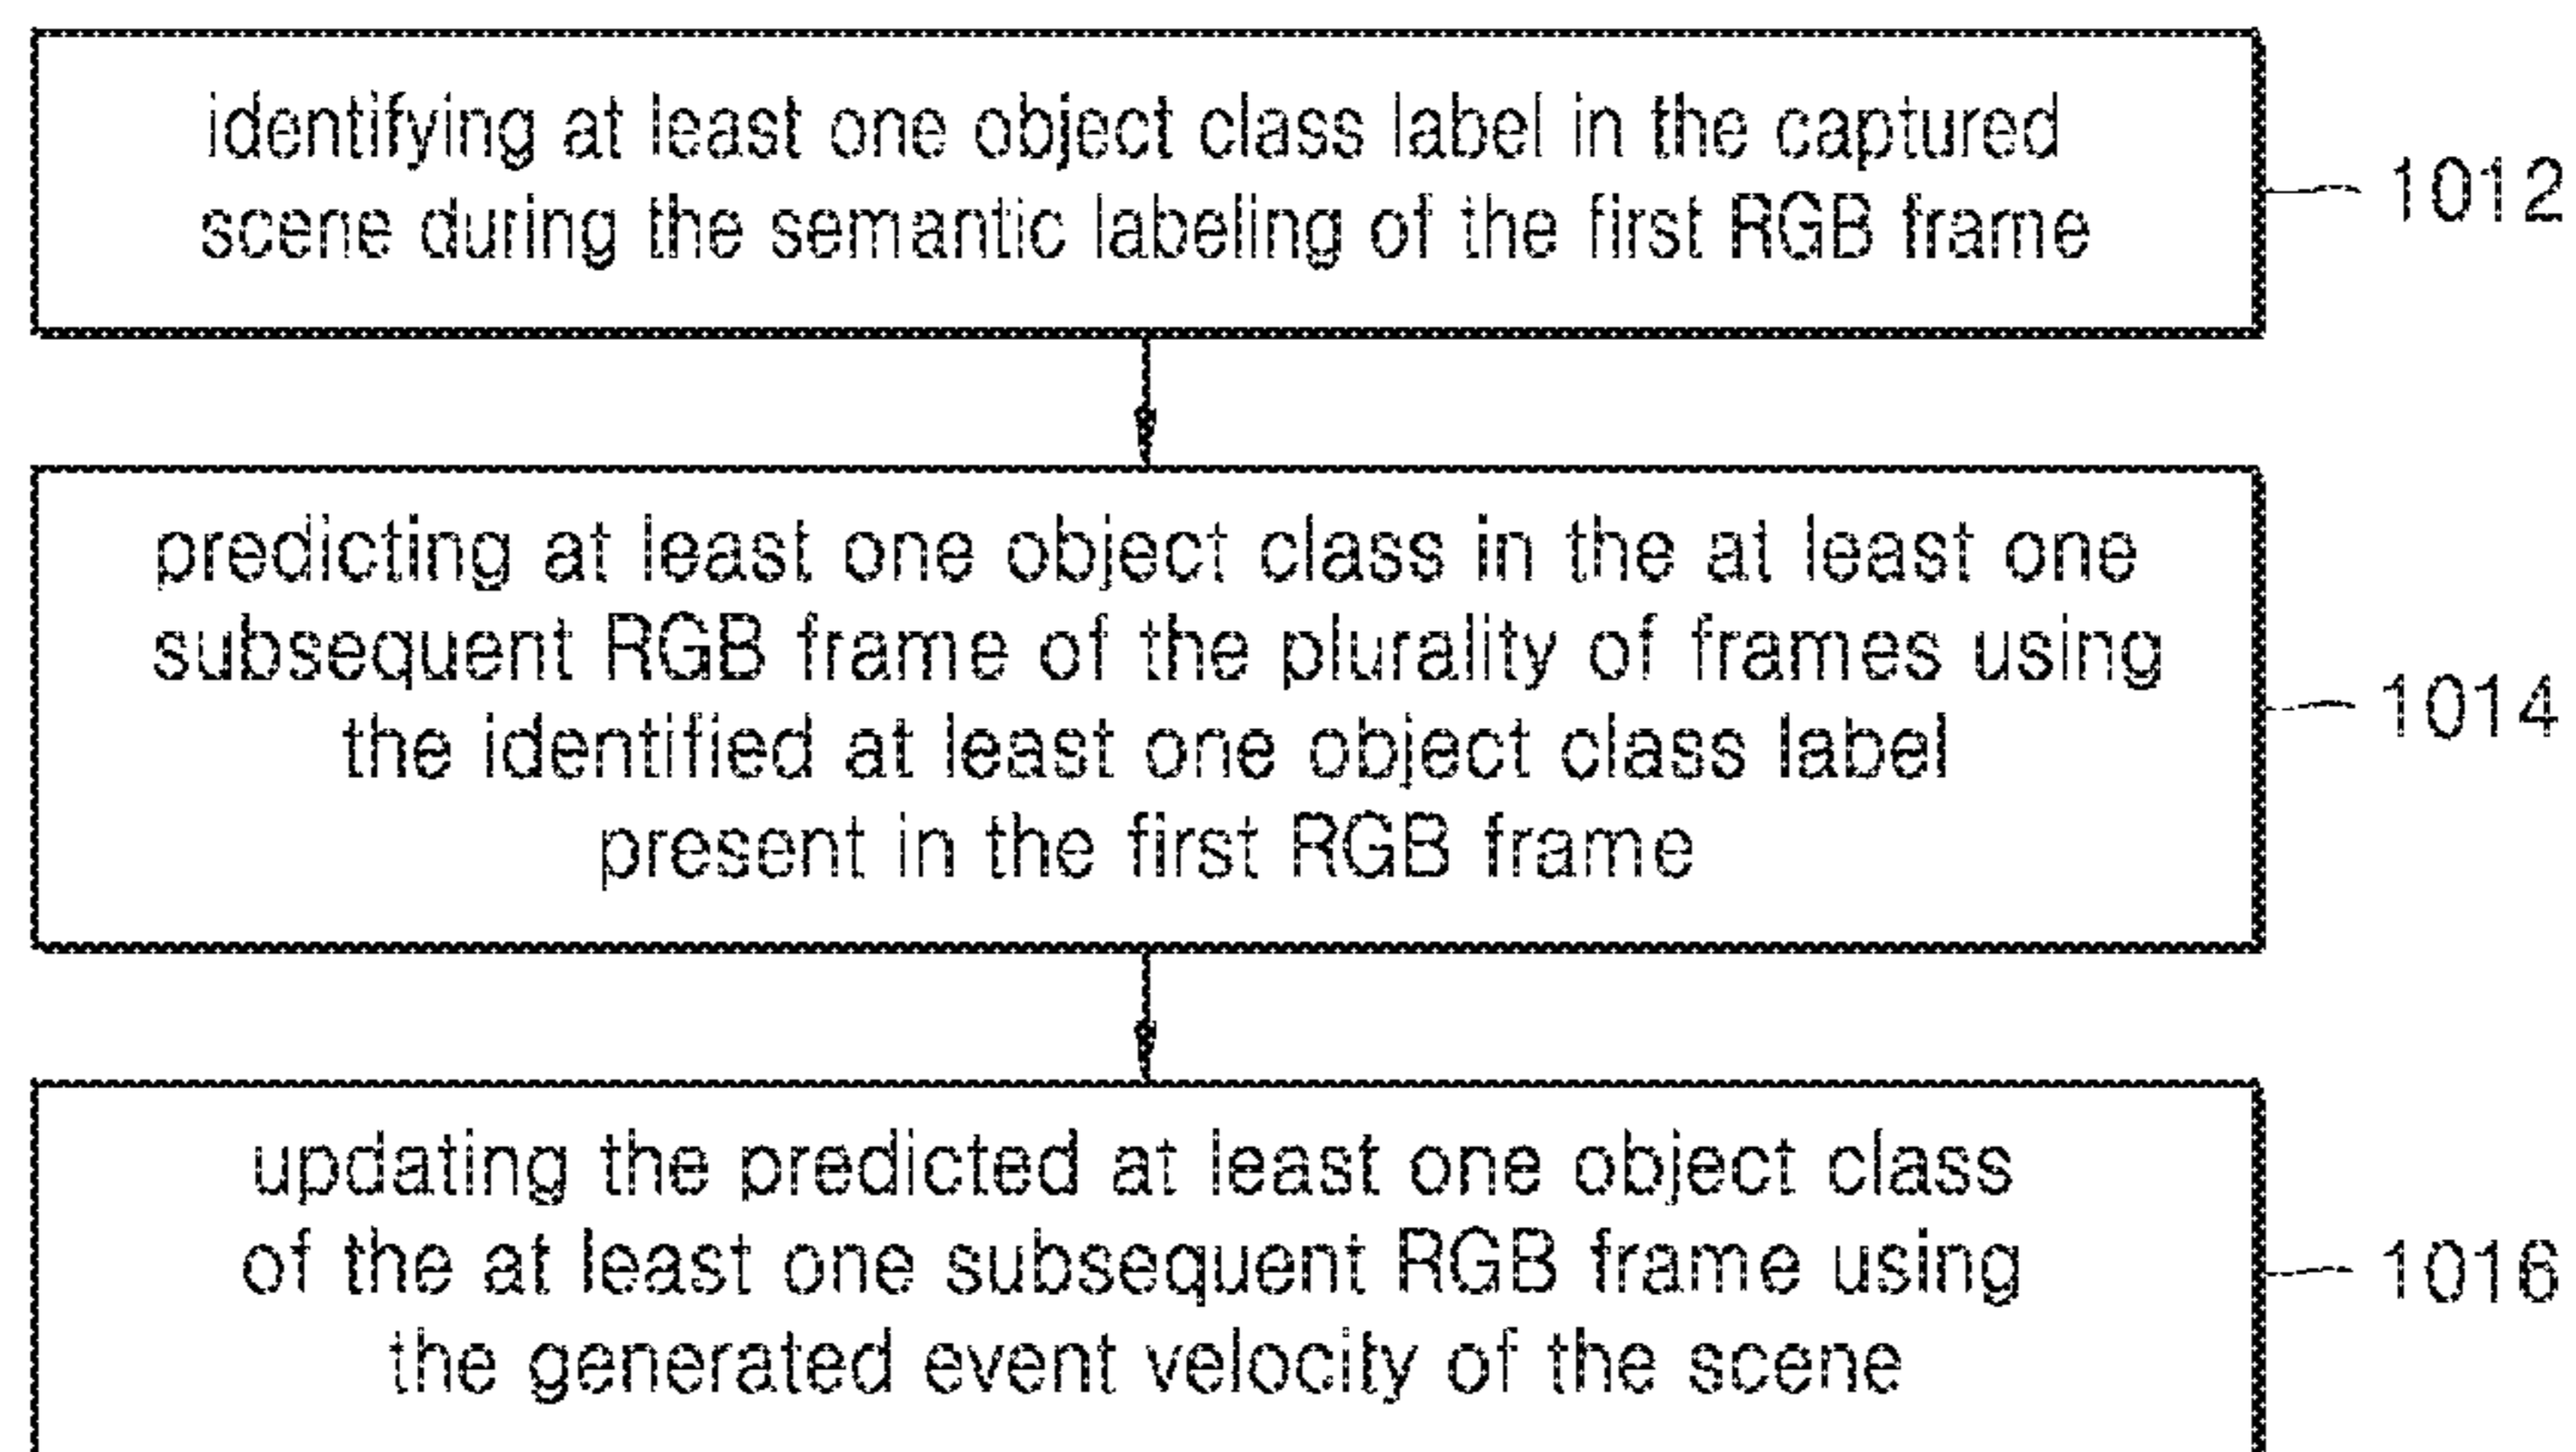 identifying at least one object class label in the captured
scene during the semantic labeling of the first RGB frame
1012
predicting at least one object class in the at least one
subsequent RGB frame of the plurality of frames using
the identified at least one object class label
present in the first RGB frame
1014
updating the predicted at least one object class
of the at least one subsequent RGB frame using
the generated event velocity of the scene
1016